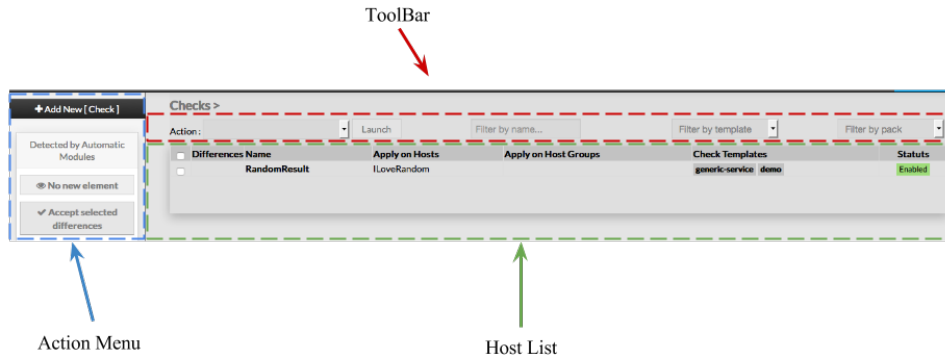 ToolBar
+ Add New [ Check ]
Checks >
Action :
Launch
Filter by name...
Filter by template
Filter by pack
Detected by Automatic
Modules
Differences Name Apply on Hosts Apply on Host Groups Check Templates Statuts
RandomResult ILoveRandom generic-service demo Enabled
No new element
Accept selected
differences
Action Menu
Host List